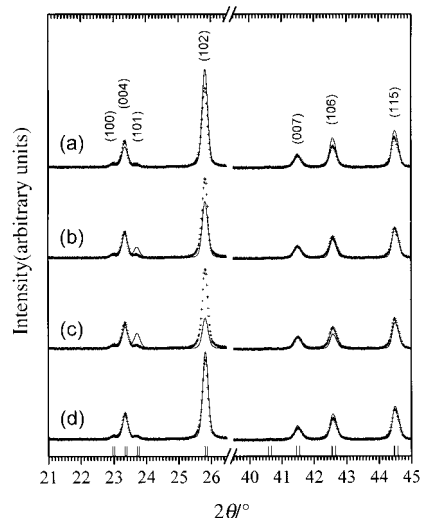 (100)
(004)
(101)
(102)
(007)
(106)
(115)
(a)
(b)
(c)
(d)
Intensity(arbitrary units)
21 22 23 24 25 26 40 41 42 43 44 45
2θ/°